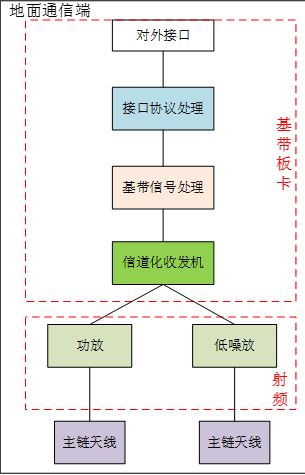 地面通信端
对外接口
接口协议处理
基带板卡
基带信号处理
信道化收发机
功放
低噪放
射频
主链天线
主链天线